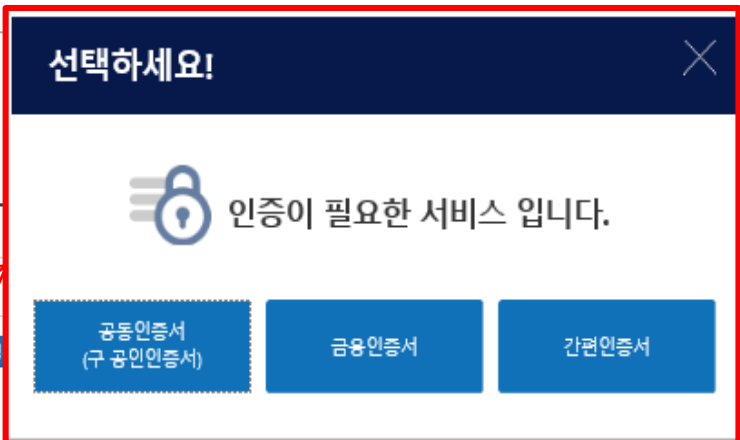 선택하세요!
인증이 필요한 서비스 입니다.
공동인증서
(구 공인인증서)
금융인증서
간편인증서